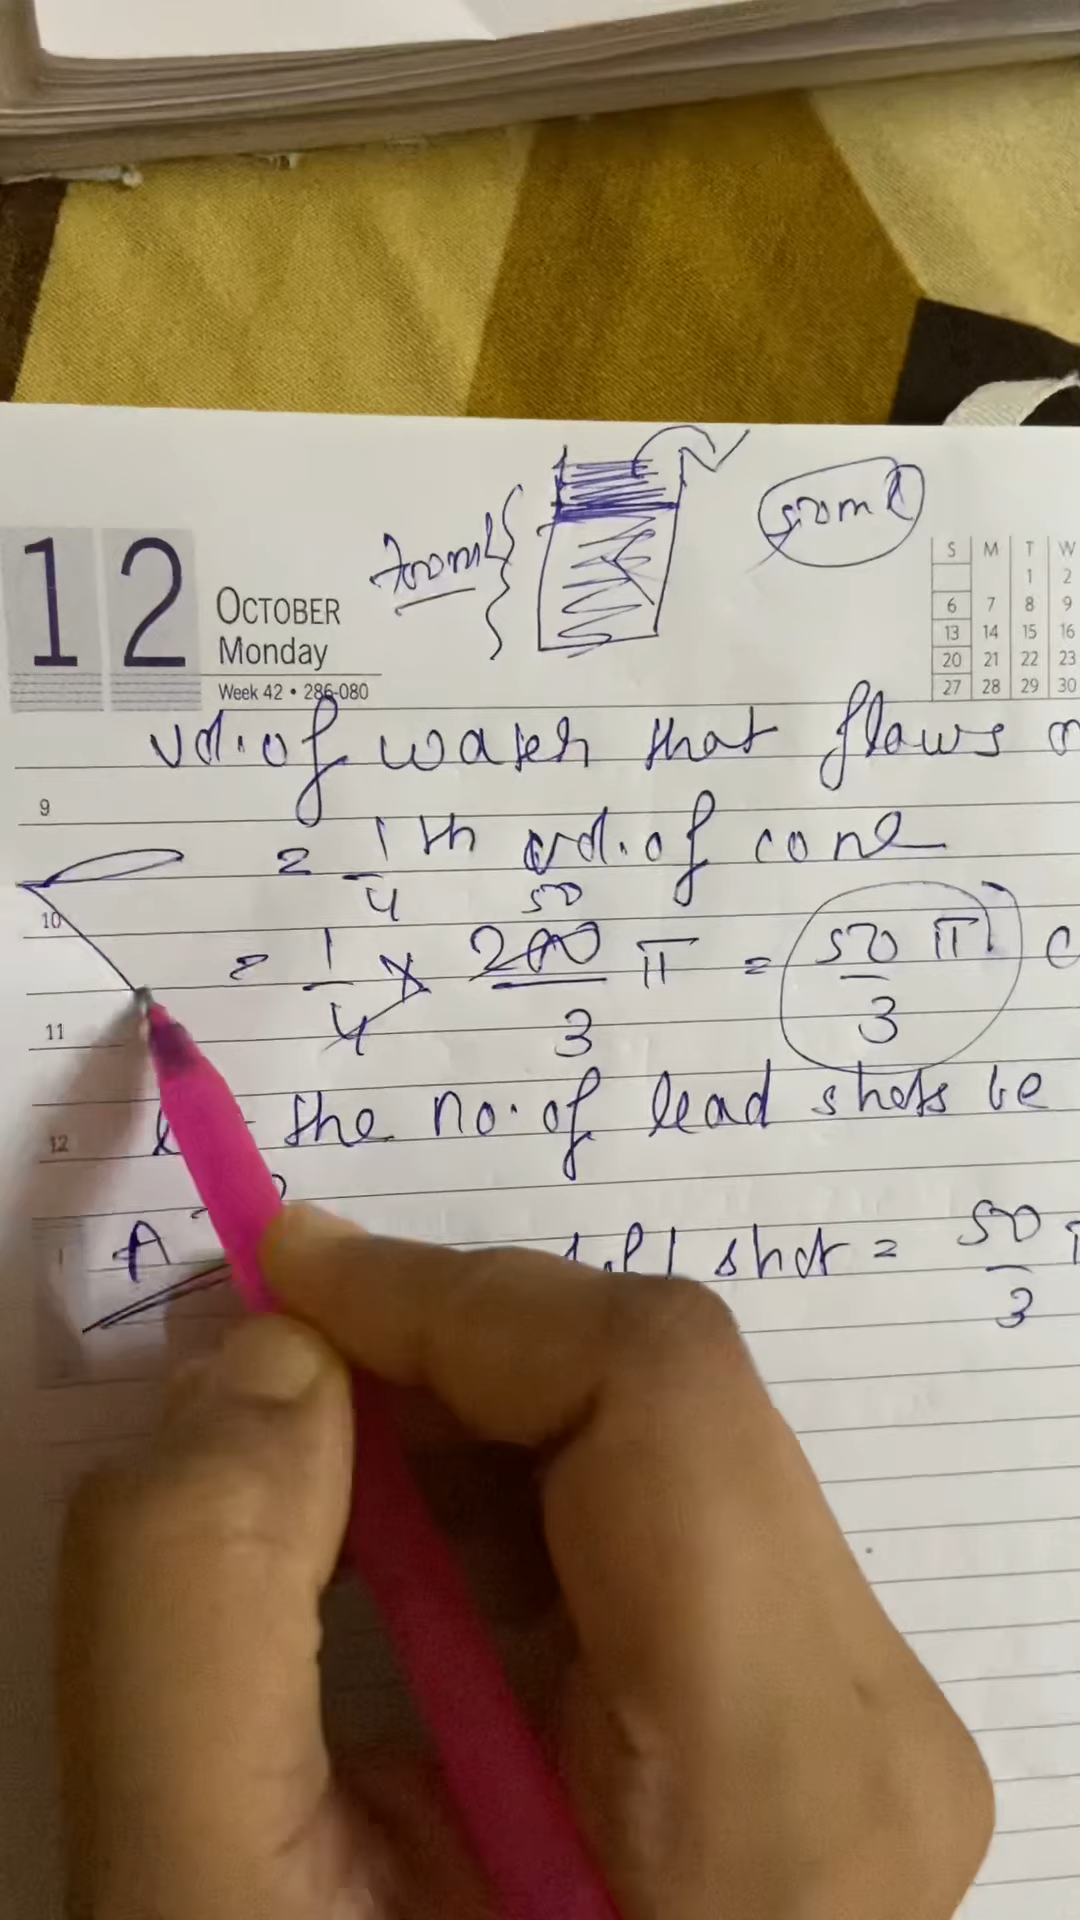 12
OCTOBER
Monday
Week 42 • 286-080
S M T W
1 2
6 7 8 9
13 14 15 16
20 21 22 23
27 28 29 30
vol. of water that flows
9
= 1/4 th vol. of cone
10
50
= 1/4 × 200/3 π = 50π/3
11
the no. of lead shots be
12
A
1 shot = 50/3